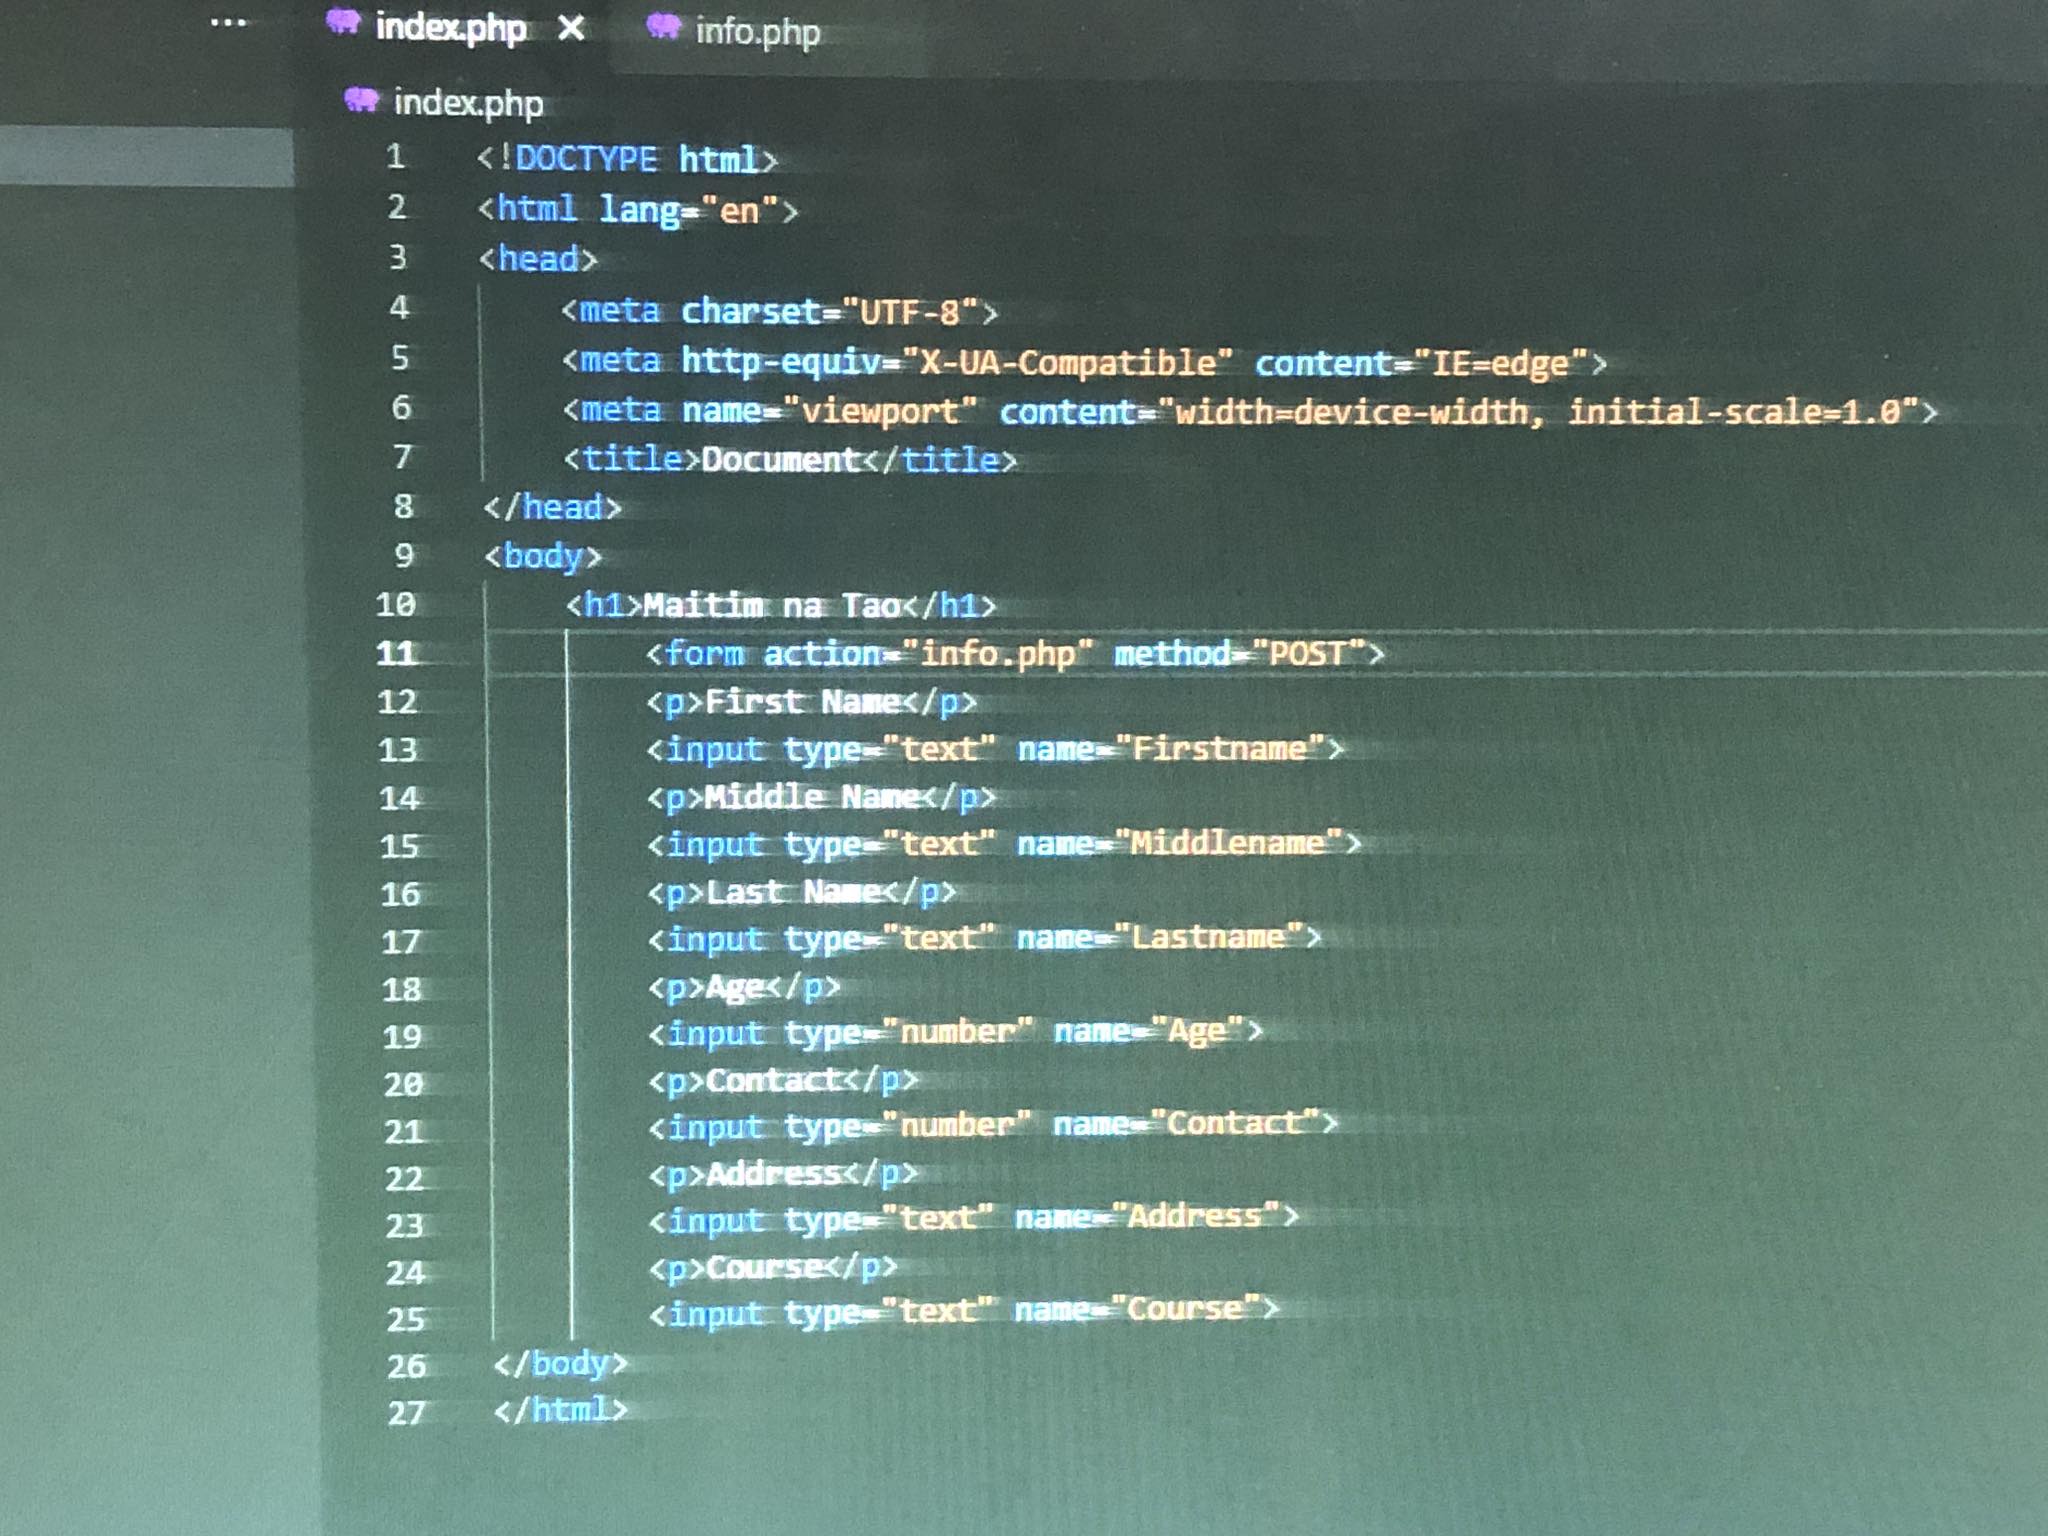 ... index.php × info.php
index.php
1 <!DOCTYPE html>
2 <html lang="en">
3 <head>
4 <meta charset="UTF-8">
5 <meta http-equiv="X-UA-Compatible" content="IE=edge">
6 <meta name="viewport" content="width=device-width, initial-scale=1.0">
7 <title>Document</title>
8 </head>
9 <body>
10 <h1>Maitim na Tao</h1>
11 <form action="info.php" method="POST">
12 <p>First Name</p>
13 <input type="text" name="Firstname">
14 <p>Middle Name</p>
15 <input type="text" name="Middlename">
16 <p>Last Name</p>
17 <input type="text" name="Lastname">
18 <p>Age</p>
19 <input type="number" name="Age">
20 <p>Contact</p>
21 <input type="number" name="Contact">
22 <p>Address</p>
23 <input type="text" name="Address">
24 <p>Course</p>
25 <input type="text" name="Course">
26 </body>
27 </html>